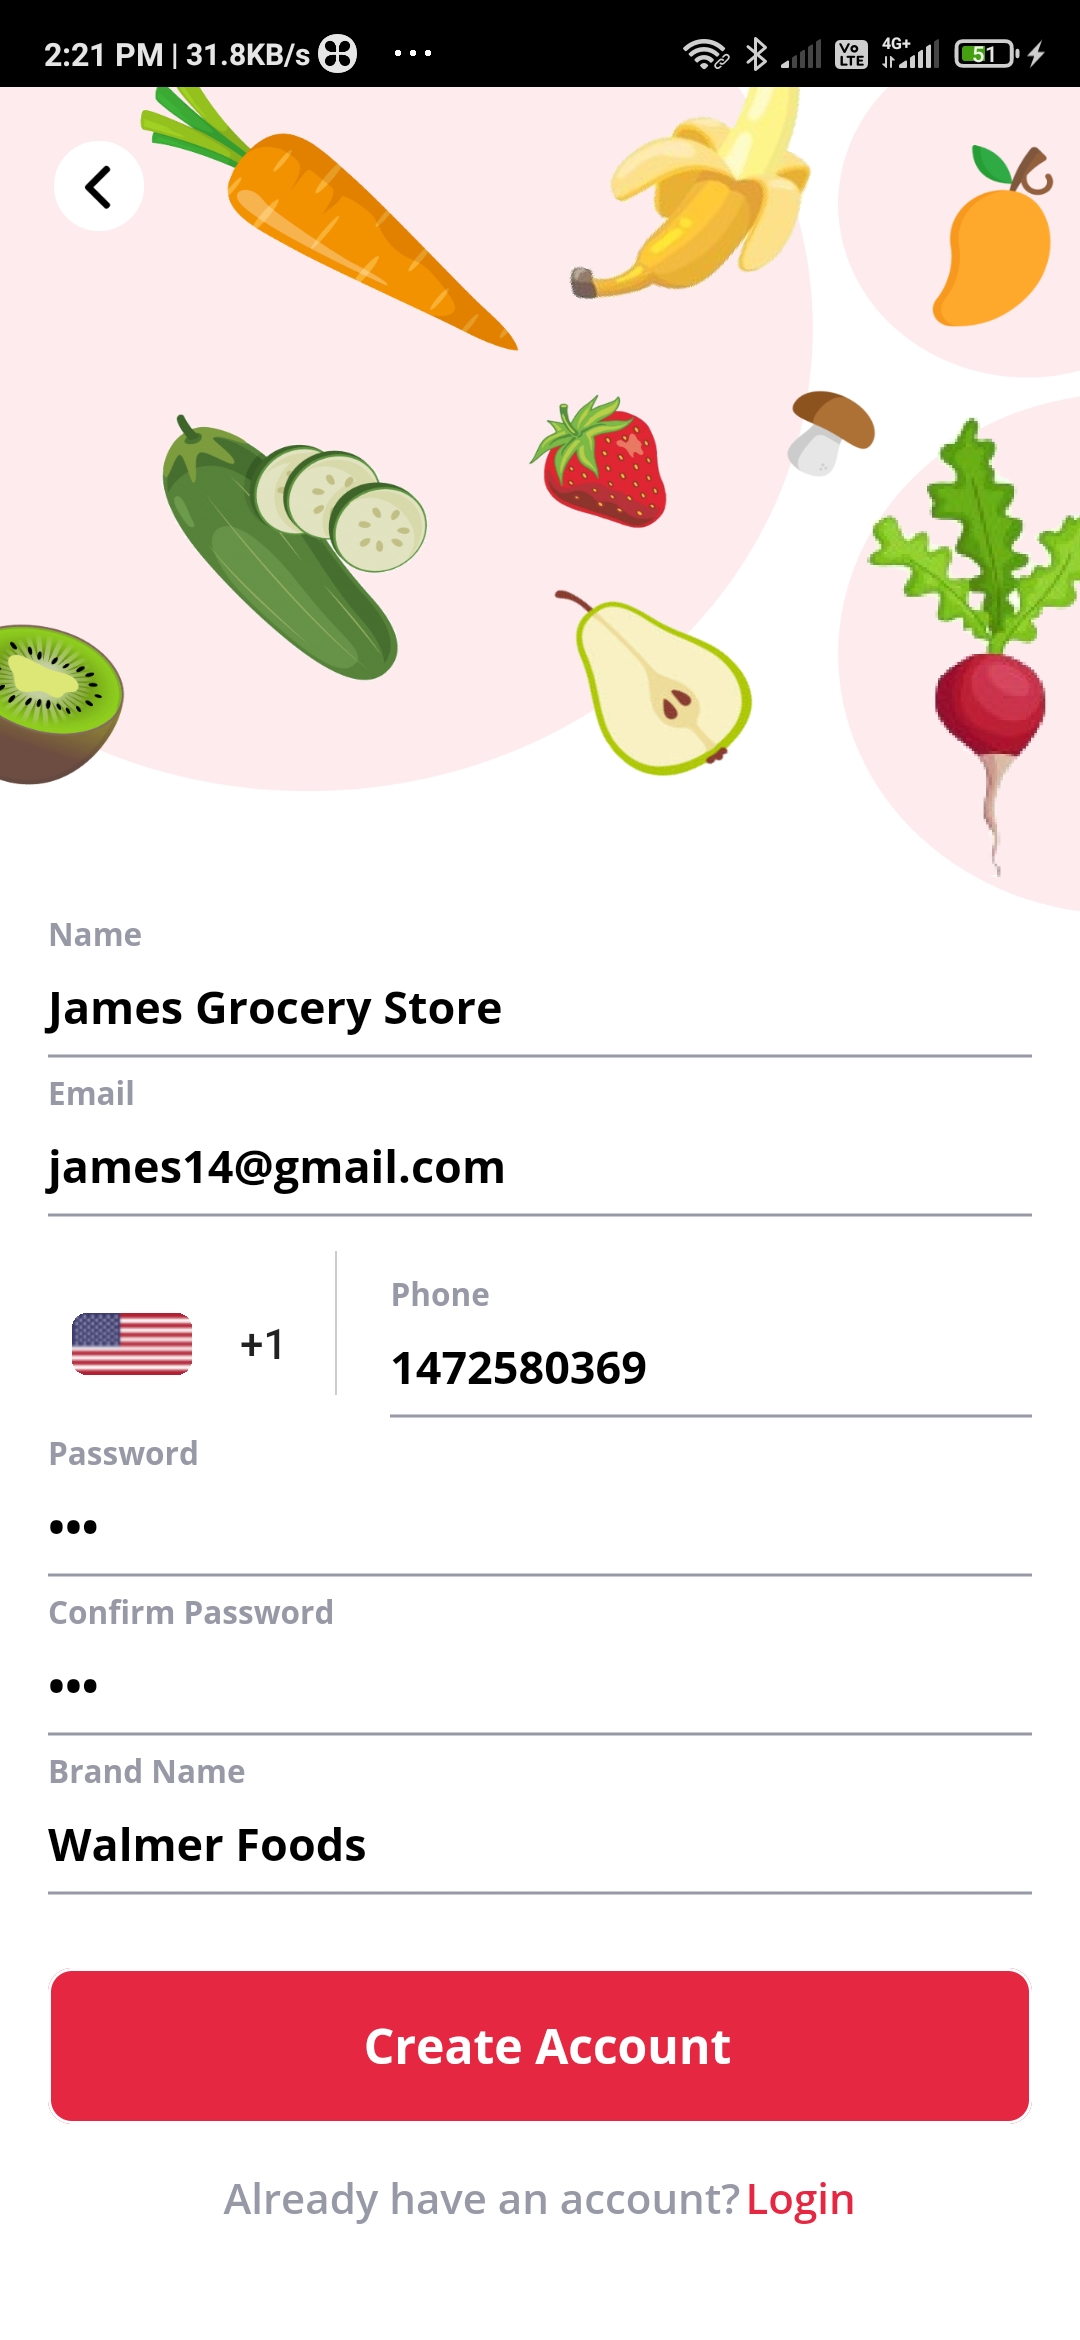 2:21 PM | 31.8KB/s ... Vo LTE 4G+ 51
Name
James Grocery Store
Email
james14@gmail.com
+1
Phone
1472580369
Password
•••
Confirm Password
•••
Brand Name
Walmer Foods
Create Account
Already have an account? Login